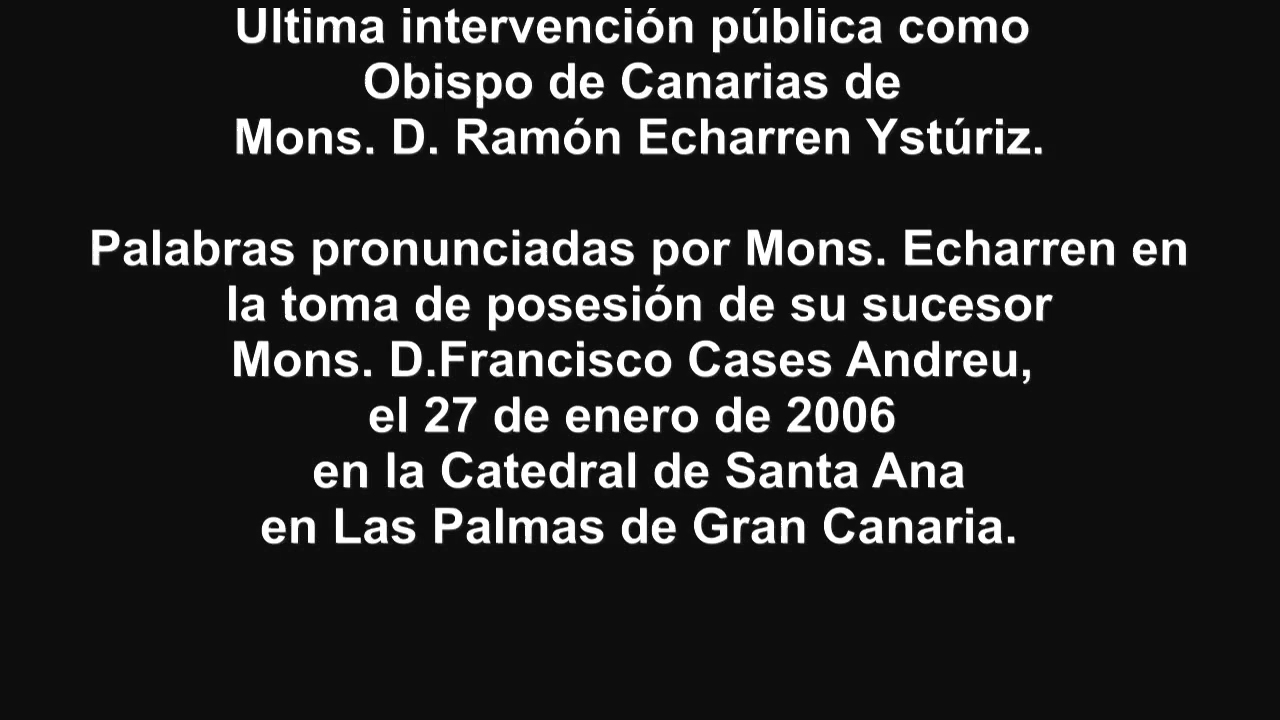 Ultima intervención pública como
Obispo de Canarias de
Mons. D. Ramón Echarren Ystúriz.
Palabras pronunciadas por Mons. Echarren en
la toma de posesión de su sucesor
Mons. D.Francisco Cases Andreu,
el 27 de enero de 2006
en la Catedral de Santa Ana
en Las Palmas de Gran Canaria.